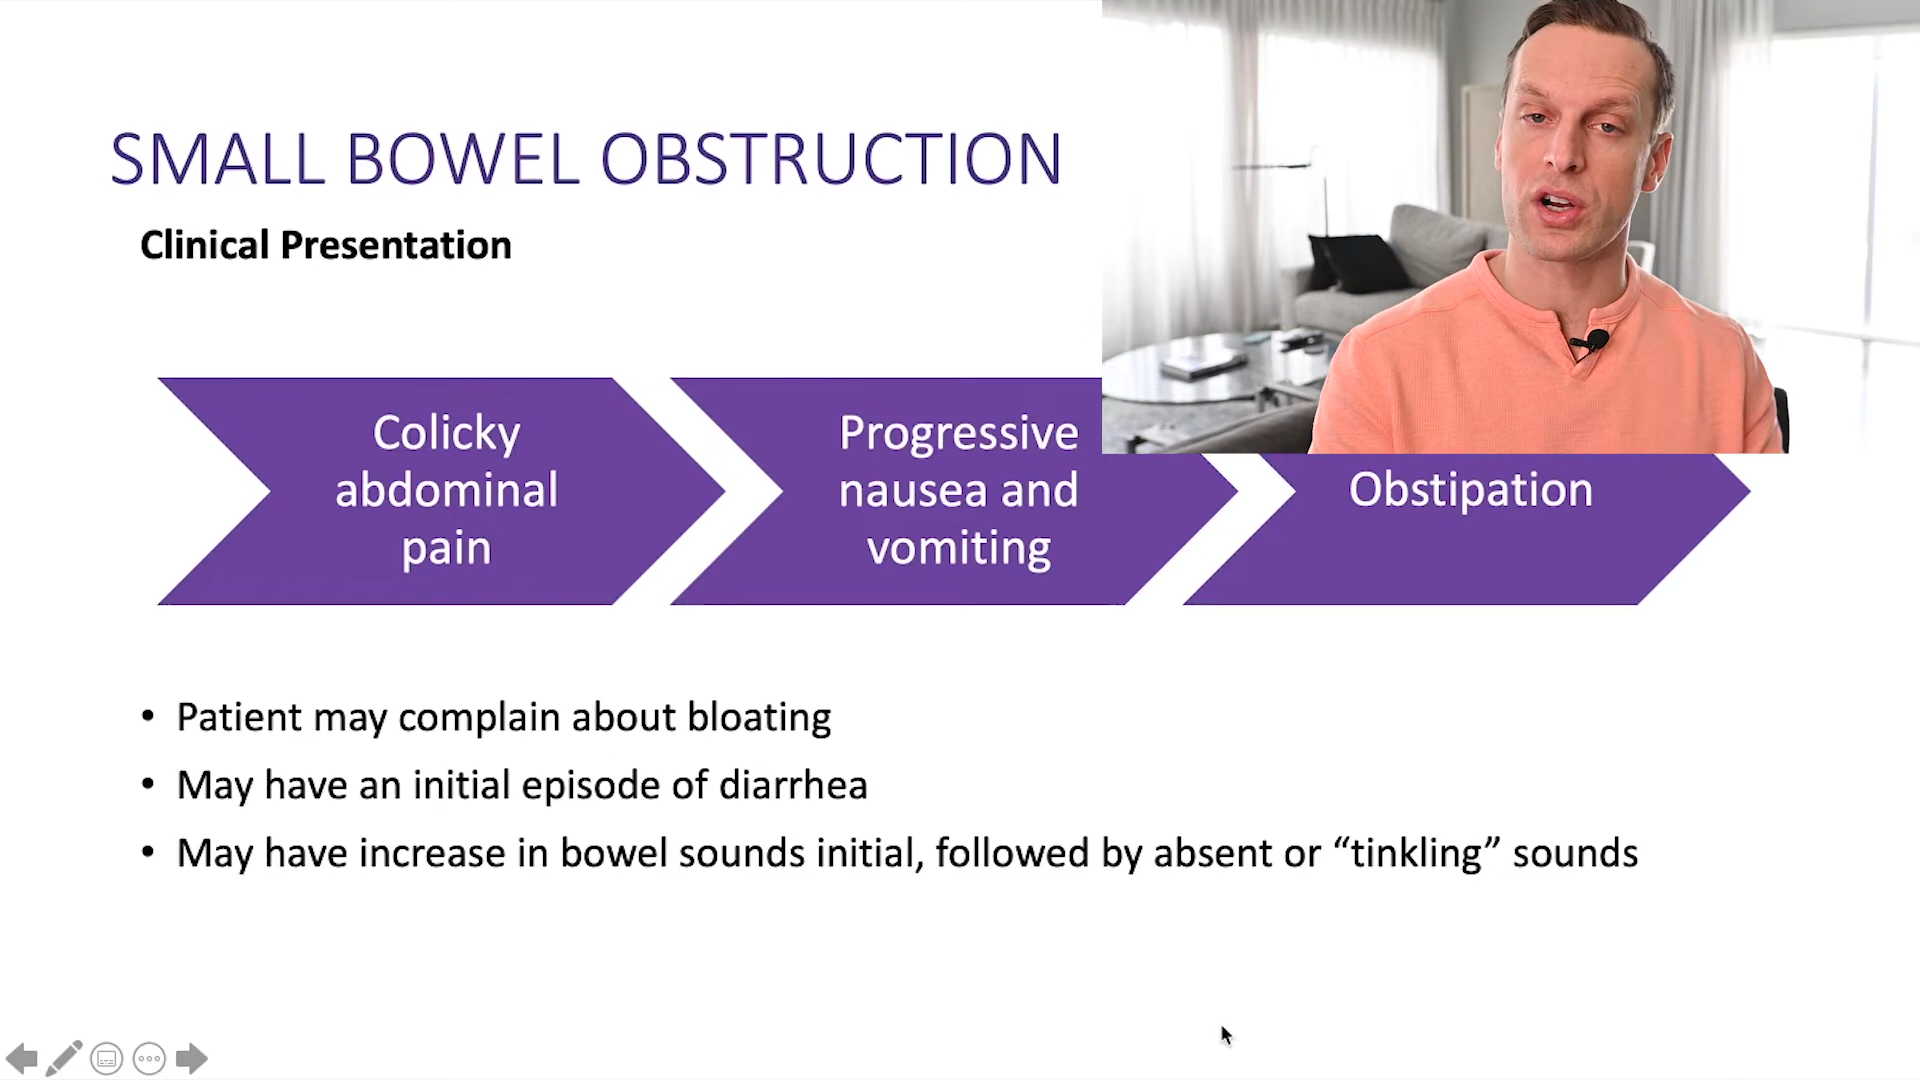 SMALL BOWEL OBSTRUCTION
Clinical Presentation
Colicky
abdominal
pain
Progressive
nausea and
vomiting
Obstipation
• Patient may complain about bloating
• May have an initial episode of diarrhea
• May have increase in bowel sounds initial, followed by absent or “tinkling” sounds